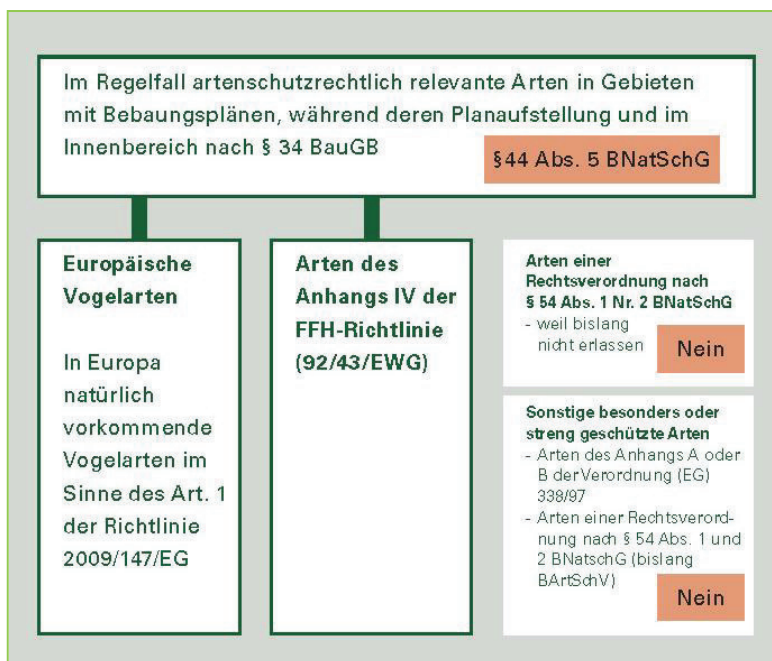 Im Regelfall artenschutzrechtlich relevante Arten in Gebieten
mit Bebaungsplänen, während deren Planaufstellung und im
Innenbereich nach § 34 BauGB
§44 Abs. 5 BNatSchG
Europäische
Vogelarten
In Europa
natürlich
vorkommende
Vogelarten im
Sinne des Art. 1
der Richtlinie
2009/147/EG
Arten des
Anhangs IV der
FFH-Richtlinie
(92/43/EWG)
Arten einer
Rechtsverordnung nach
§ 54 Abs. 1 Nr. 2 BNatSchG
- weil bislang
nicht erlassen
Nein
Sonstige besonders oder
streng geschützte Arten
- Arten des Anhangs A oder
B der Verordnung (EG)
338/97
- Arten einer Rechtsverord-
nung nach § 54 Abs. 1 und
2 BNatschG (bislang
BArtSchV)
Nein